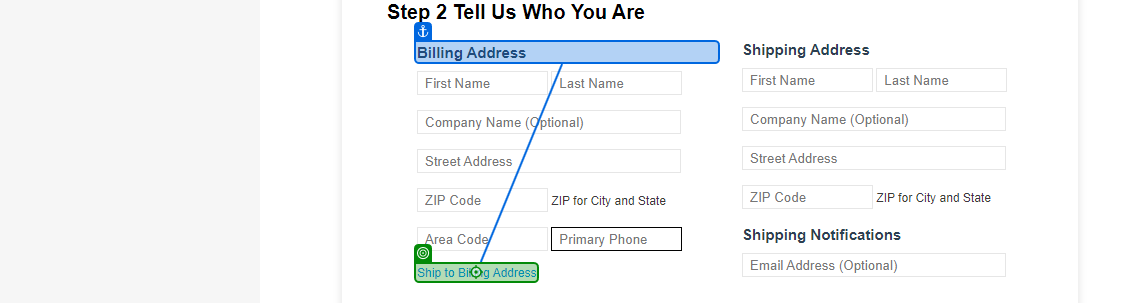 Step 2 Tell Us Who You Are
Billing Address
First Name
Last Name
Company Name (Optional)
Street Address
ZIP Code
ZIP for City and State
Area Code
Primary Phone
Ship to Billing Address
Shipping Address
First Name
Last Name
Company Name (Optional)
Street Address
ZIP Code
ZIP for City and State
Shipping Notifications
Email Address (Optional)